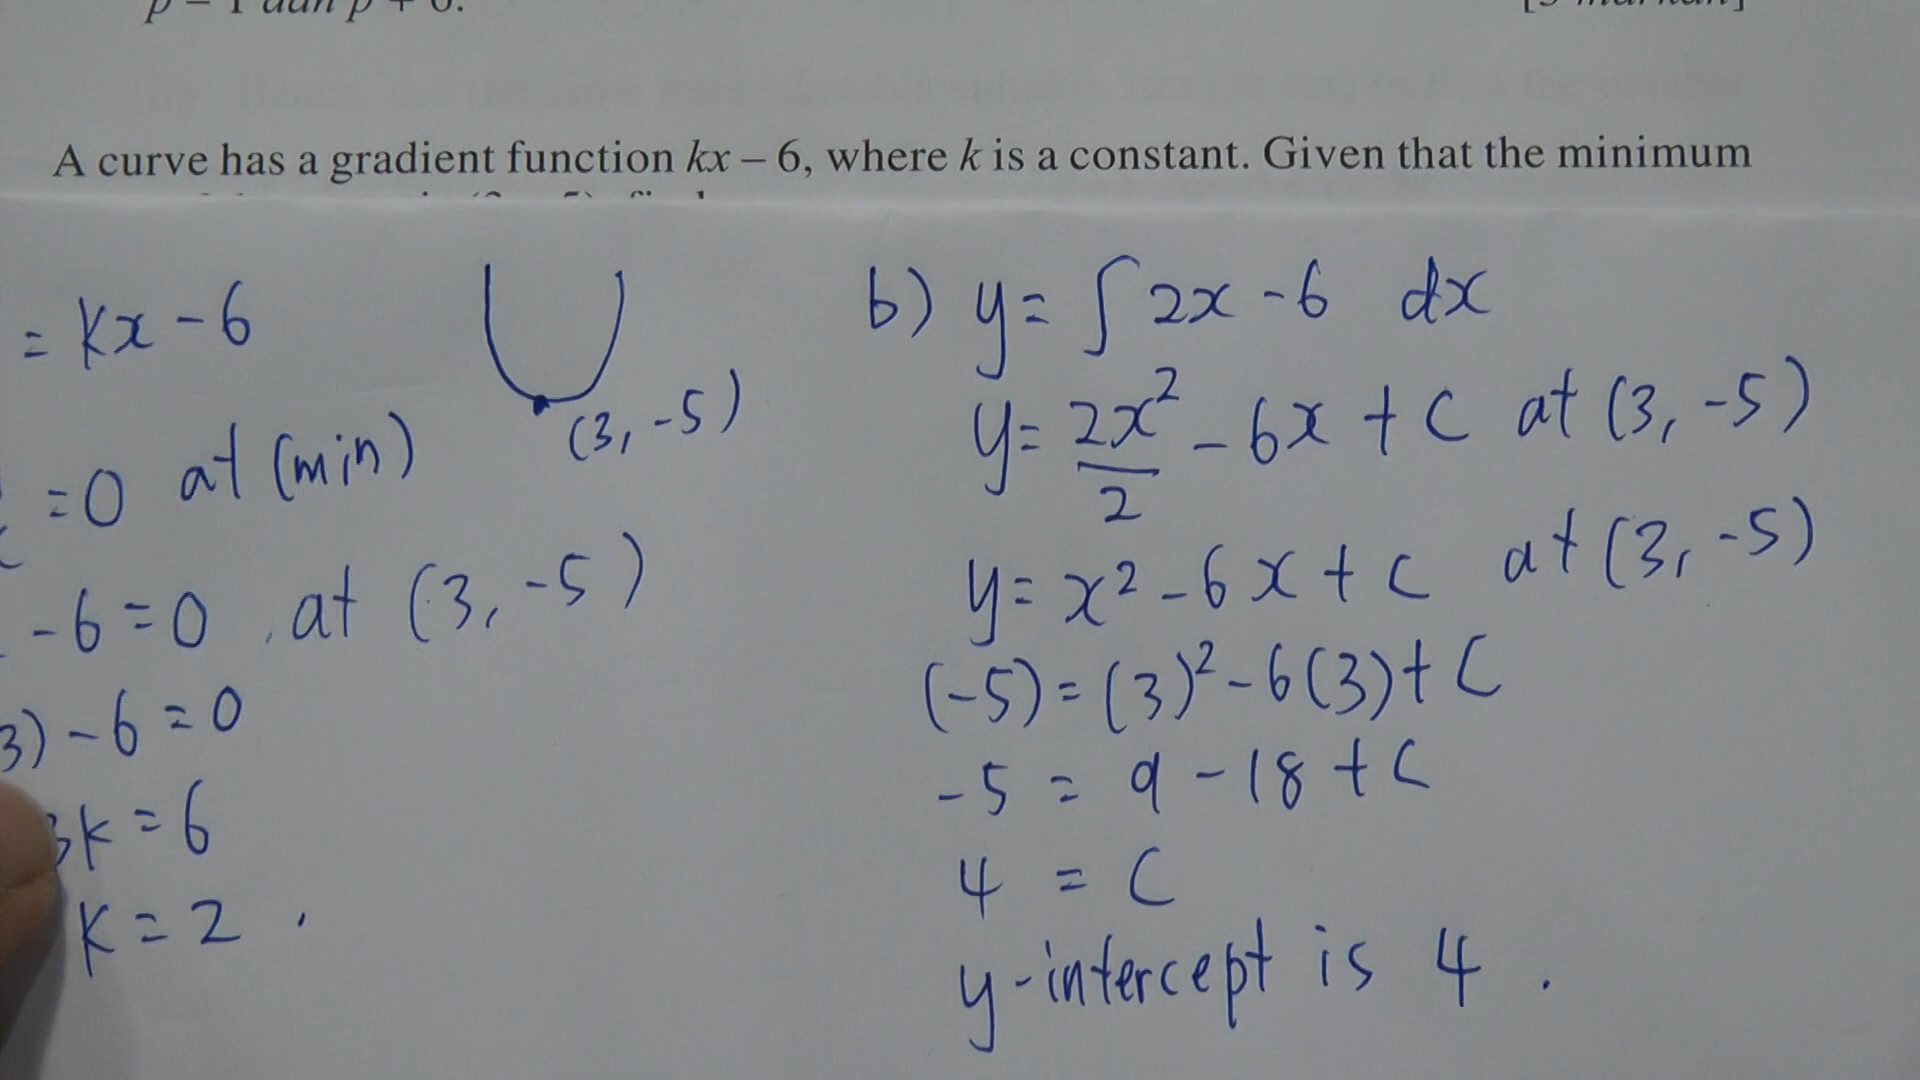 A curve has a gradient function kx – 6, where k is a constant. Given that the minimum
= kx - 6
= 0 at (min)
(3, -5)
- 6 = 0 , at (3, -5)
3) - 6 = 0
3k = 6
k = 2 .
b) y = ∫ 2x - 6 dx
y = 2x²/2 - 6x + C at (3, -5)
y = x² - 6x + C at (3, -5)
(-5) = (3)² - 6(3) + C
-5 = 9 - 18 + C
4 = C
y-intercept is 4 .